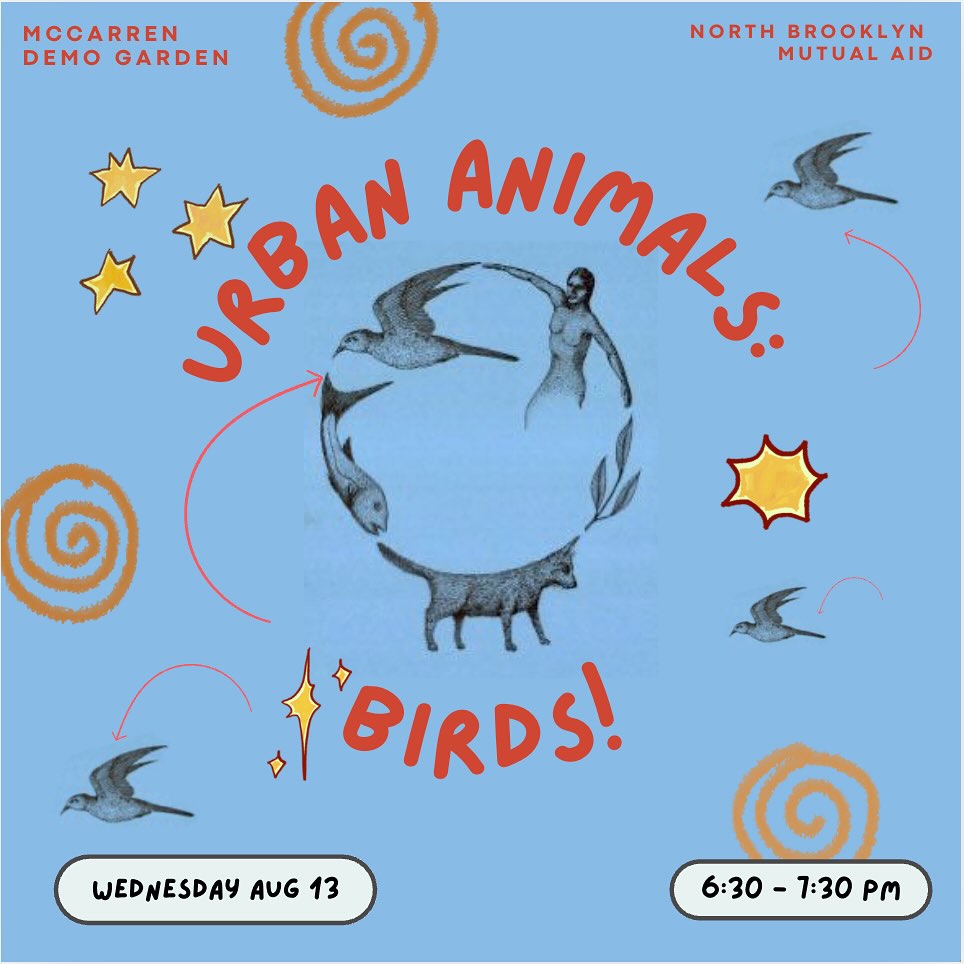 MCCARREN
DEMO GARDEN
NORTH BROOKLYN
MUTUAL AID
URBAN ANIMALS:
BIRDS!
WEDNESDAY AUG 13
6:30 - 7:30 PM